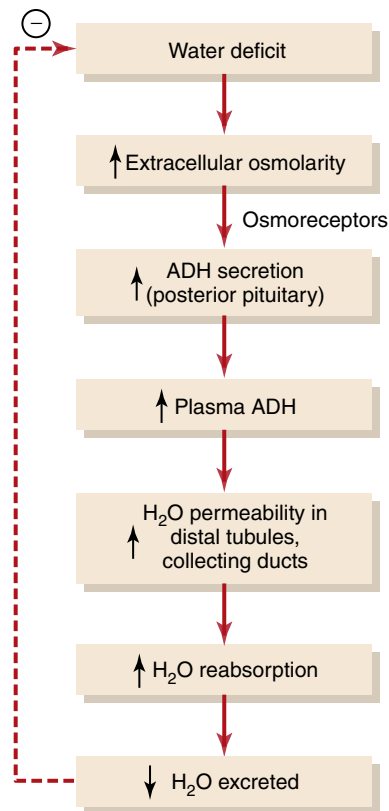 −
Water deficit
↑ Extracellular osmolarity
Osmoreceptors
ADH secretion
↑ (posterior pituitary)
↑ Plasma ADH
H₂O permeability in
↑ distal tubules,
collecting ducts
↑ H₂O reabsorption
↓ H₂O excreted